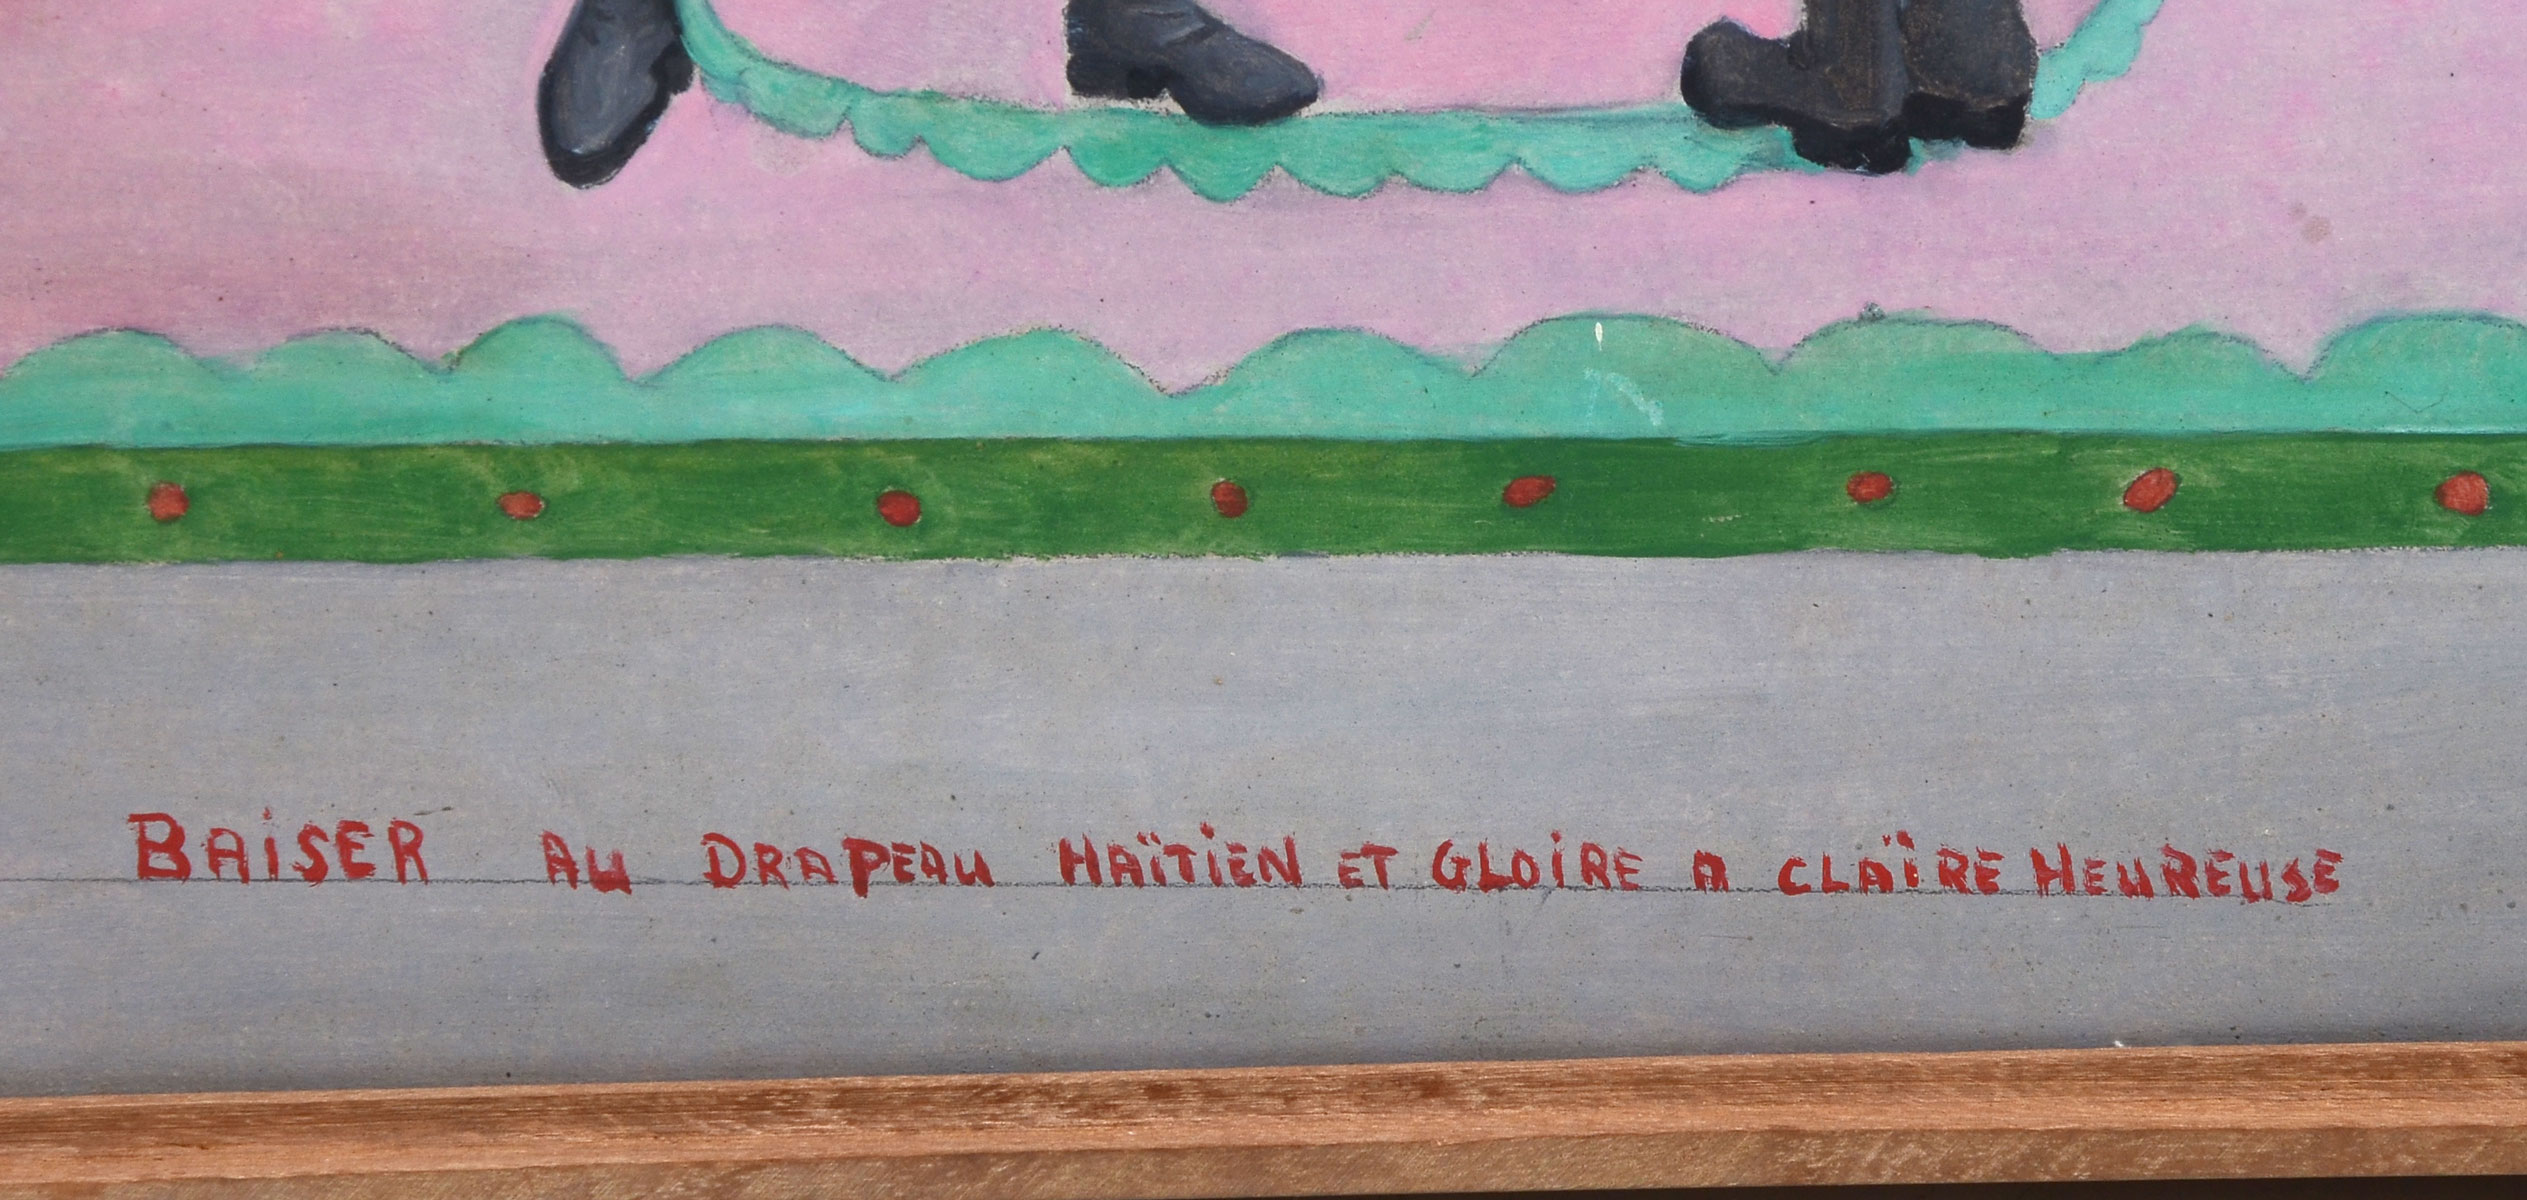 BAiSER AU DRAPEAU HAÏTIEN ET GLOiRE A CLAÏRE HEUREUSE